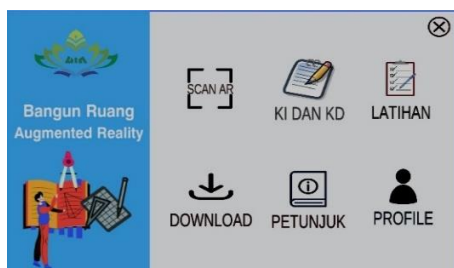 Bangun Ruang
Augmented Reality
SCAN AR
KI DAN KD
LATIHAN
DOWNLOAD
PETUNJUK
PROFILE